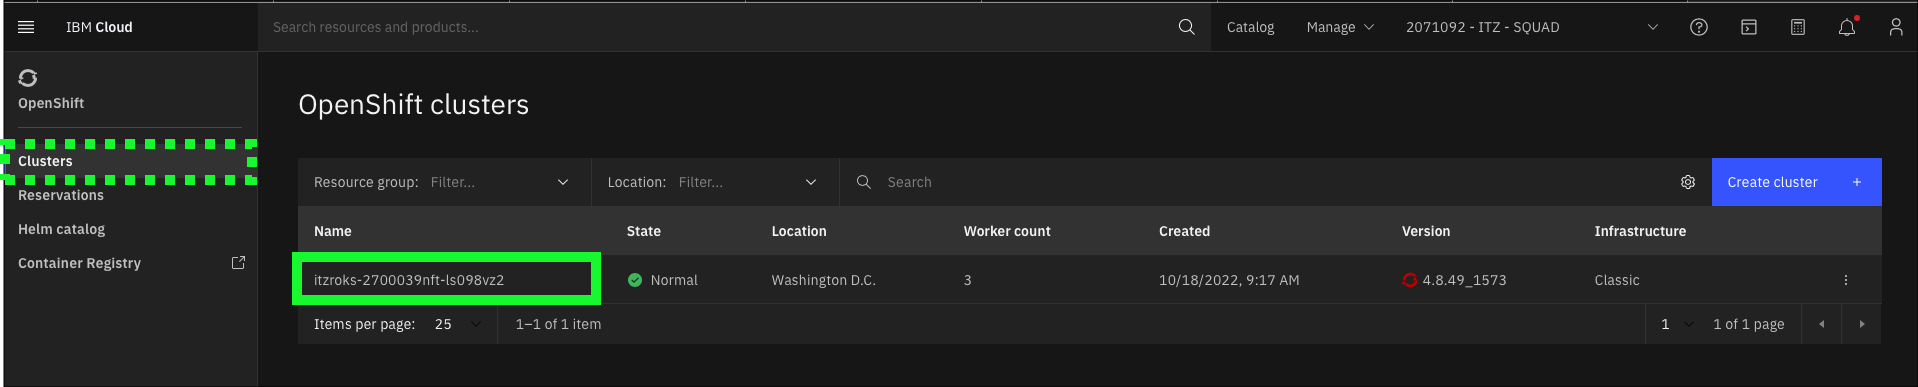 IBM Cloud
Search resources and products...
Catalog
Manage
2071092 - ITZ - SQUAD
OpenShift
Clusters
Reservations
Helm catalog
Container Registry
OpenShift clusters
Resource group: Filter...
Location: Filter...
Search
Create cluster +
Name State Location Worker count Created Version Infrastructure
itzroks-2700039nft-ls098vz2 Normal Washington D.C. 3 10/18/2022, 9:17 AM 4.8.49_1573 Classic
Items per page: 25 1–1 of 1 item 1 1 of 1 page